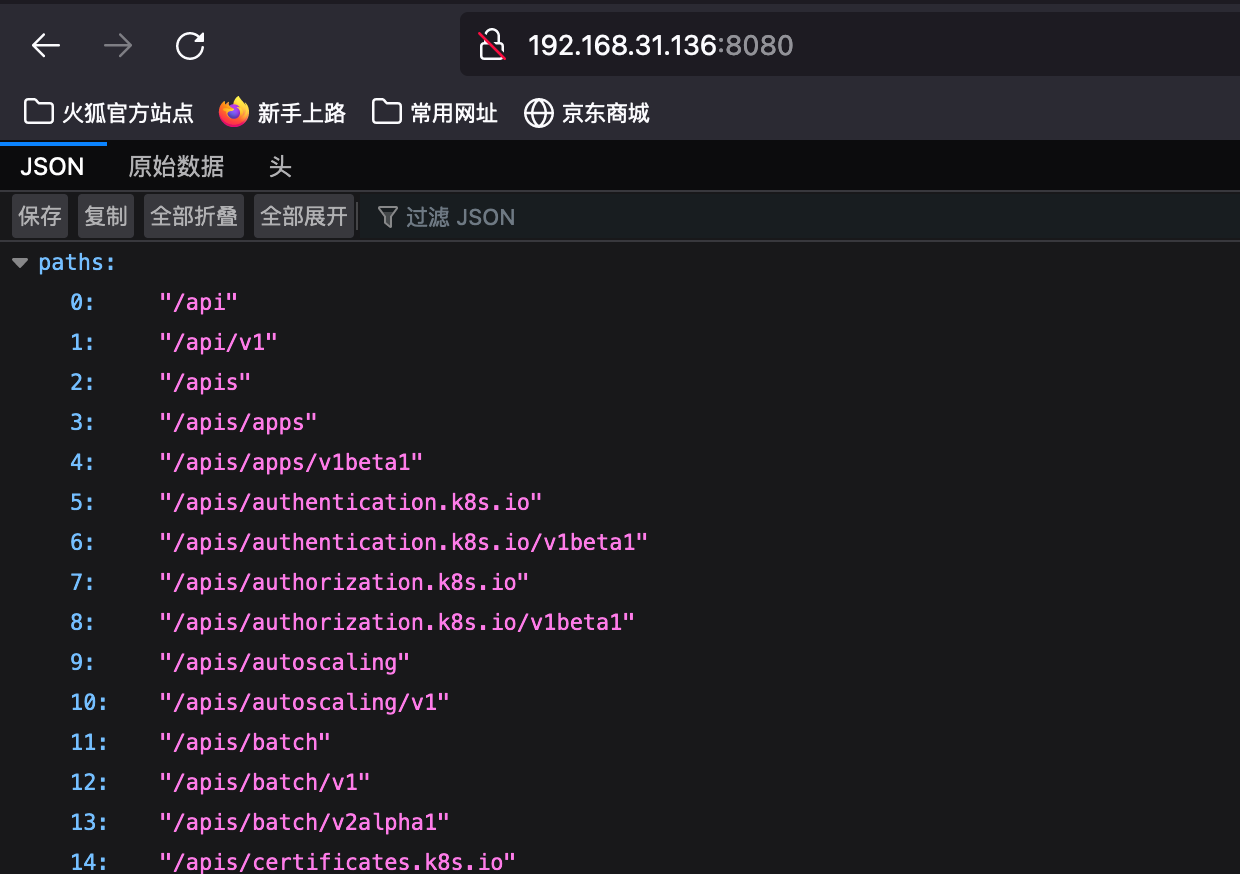 192.168.31.136:8080
火狐官方站点 新手上路 常用网址 京东商城
JSON 原始数据 头
保存 复制 全部折叠 全部展开 过滤 JSON
paths:
0: "/api"
1: "/api/v1"
2: "/apis"
3: "/apis/apps"
4: "/apis/apps/v1beta1"
5: "/apis/authentication.k8s.io"
6: "/apis/authentication.k8s.io/v1beta1"
7: "/apis/authorization.k8s.io"
8: "/apis/authorization.k8s.io/v1beta1"
9: "/apis/autoscaling"
10: "/apis/autoscaling/v1"
11: "/apis/batch"
12: "/apis/batch/v1"
13: "/apis/batch/v2alpha1"
14: "/apis/certificates.k8s.io"